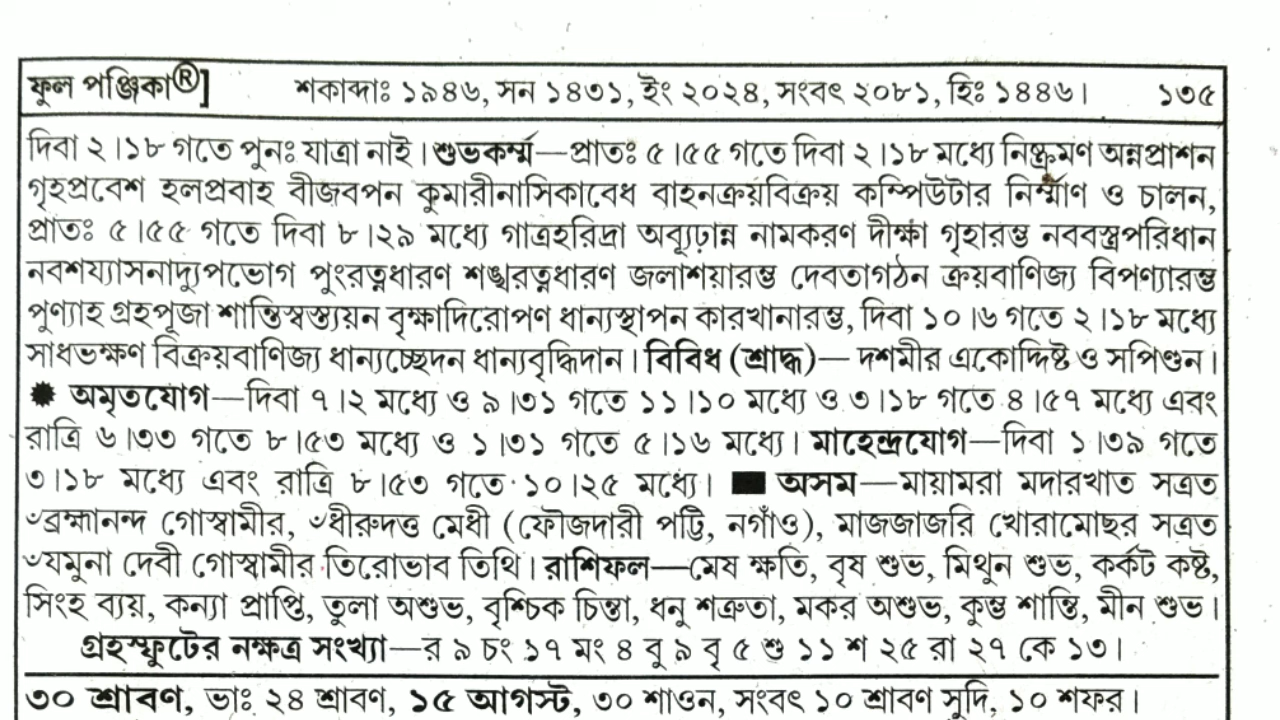 ফুল পঞ্জিকা®] শকাব্দাঃ ১৯৪৬, সন ১৪৩১, ইং ২০২৪, সংবৎ ২০৮১, হিঃ ১৪৪৬। ১৩৫
দিবা ২।১৮ গতে পুনঃ যাত্রা নাই। শুভকর্ম্ম—প্রাতঃ ৫।৫৫ গতে দিবা ২।১৮ মধ্যে নিষ্ক্রমণ অন্নপ্রাশন
গৃহপ্রবেশ হলপ্রবাহ বীজবপন কুমারীনাসিকাবেধ বাহনক্রয়বিক্রয় কম্পিউটার নির্ম্মাণ ও চালন,
প্রাতঃ ৫।৫৫ গতে দিবা ৮।২৯ মধ্যে গাত্রহরিদ্রা অব্যূঢ়ান্ন নামকরণ দীক্ষা গৃহারম্ভ নববস্ত্রপরিধান
নবশয্যাসনাদ্যুপভোগ পুংরত্নধারণ শঙ্খরত্নধারণ জলাশয়ারম্ভ দেবতাগঠন ক্রয়বাণিজ্য বিপণ্যারম্ভ
পুণ্যাহ গ্রহপূজা শান্তিস্বস্ত্যয়ন বৃক্ষাদিরোপণ ধান্যস্থাপন কারখানারম্ভ, দিবা ১০।৬ গতে ২।১৮ মধ্যে
সাধভক্ষণ বিক্রয়বাণিজ্য ধান্যচ্ছেদন ধান্যবৃদ্ধিদান। বিবিধ (শ্রাদ্ধ)— দশমীর একোদ্দিষ্ট ও সপিণ্ডন।
✹ অমৃতযোগ—দিবা ৭।২ মধ্যে ও ৯।৩১ গতে ১১।১০ মধ্যে ও ৩।১৮ গতে ৪।৫৭ মধ্যে এবং
রাত্রি ৬।৩৩ গতে ৮।৫৩ মধ্যে ও ১।৩১ গতে ৫।১৬ মধ্যে। মাহেন্দ্রযোগ—দিবা ১।৩৯ গতে
৩।১৮ মধ্যে এবং রাত্রি ৮।৫৩ গতে ১০।২৫ মধ্যে। ■ অসম—মায়ামরা মদারখাত সত্রত
৺ব্রহ্মানন্দ গোস্বামীর, ৺ধীরুদত্ত মেধী (ফৌজদারী পট্টি, নগাঁও), মাজজাজরি খোরামোছর সত্রত
৺যমুনা দেবী গোস্বামীর তিরোভাব তিথি। রাশিফল—মেষ ক্ষতি, বৃষ শুভ, মিথুন শুভ, কর্কট কষ্ট,
সিংহ ব্যয়, কন্যা প্রাপ্তি, তুলা অশুভ, বৃশ্চিক চিন্তা, ধনু শত্রুতা, মকর অশুভ, কুম্ভ শান্তি, মীন শুভ।
গ্রহস্ফুটের নক্ষত্র সংখ্যা—র ৯ চং ১৭ মং ৪ বু ৯ বৃ ৫ শু ১১ শ ২৫ রা ২৭ কে ১৩।
৩০ শ্রাবণ, ভাঃ ২৪ শ্রাবণ, ১৫ আগস্ট, ৩০ শাওন, সংবৎ ১০ শ্রাবণ সুদি, ১০ শফর।